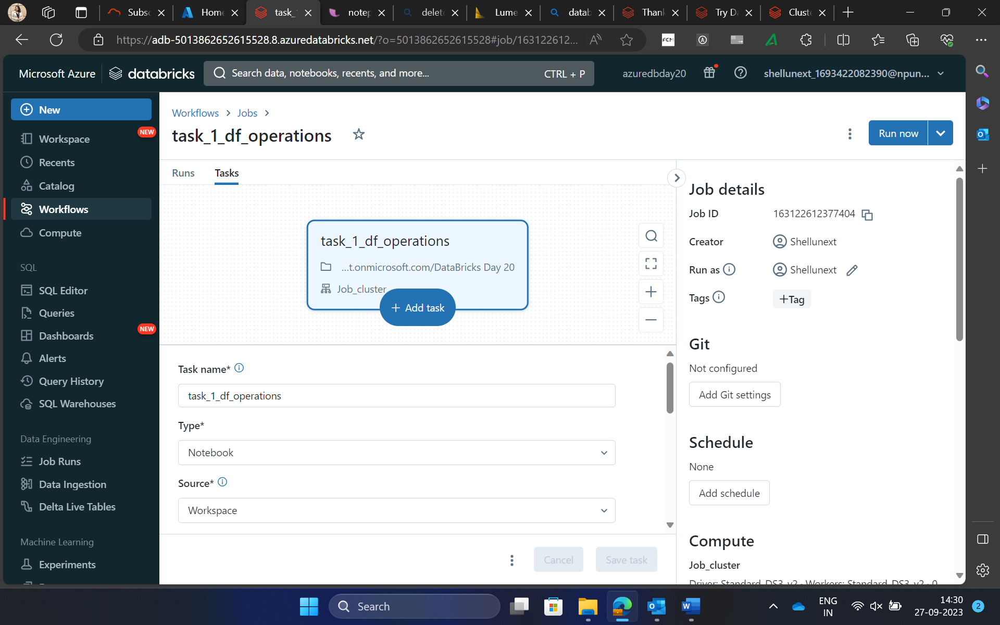 Subsc
Home
task_
notep
delete
Lume
datab
Thank
Try Da
Cluste
https://adb-5013862652615528.8.azuredatabricks.net/?o=5013862652615528#job/163122612...
Microsoft Azure
databricks
Search data, notebooks, recents, and more...
CTRL + P
azuredbday20
shellunext_1693422082390@npun...
New
Workspace
NEW
Recents
Catalog
Workflows
Compute
SQL
SQL Editor
Queries
Dashboards
NEW
Alerts
Query History
SQL Warehouses
Data Engineering
Job Runs
Data Ingestion
Delta Live Tables
Machine Learning
Experiments
Workflows > Jobs >
task_1_df_operations
Run now
Runs
Tasks
task_1_df_operations
...t.onmicrosoft.com/DataBricks Day 20
Job_cluster
+ Add task
Task name*
task_1_df_operations
Type*
Notebook
Source*
Workspace
Cancel
Save task
Job details
Job ID
163122612377404
Creator
Shellunext
Run as
Shellunext
Tags
+Tag
Git
Not configured
Add Git settings
Schedule
None
Add schedule
Compute
Job_cluster
Driver: Standard_DS3_v2 · Workers: Standard_DS3_v2 · 0
Search
ENG
IN
14:30
27-09-2023
2